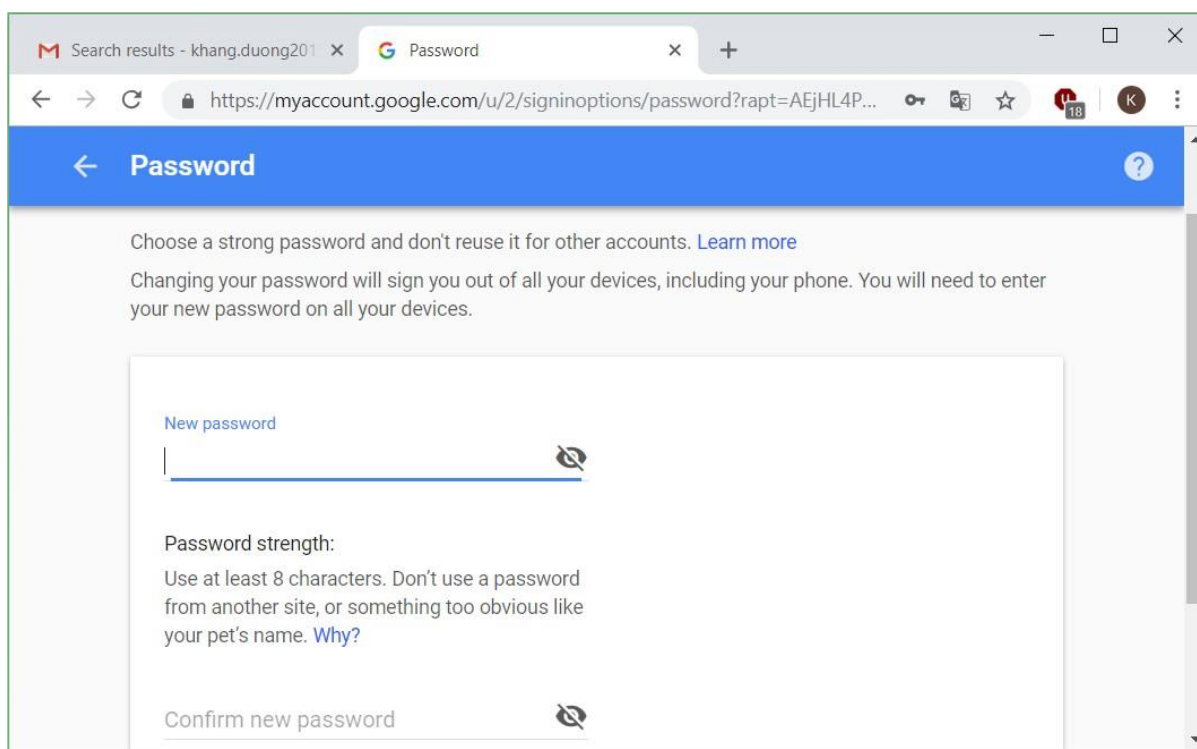 Search results - khang.duong201
Password
https://myaccount.google.com/u/2/signinoptions/password?rapt=AEjHL4P...
18
K
Password
?
Choose a strong password and don't reuse it for other accounts. Learn more
Changing your password will sign you out of all your devices, including your phone. You will need to enter
your new password on all your devices.
New password
Password strength:
Use at least 8 characters. Don't use a password
from another site, or something too obvious like
your pet's name. Why?
Confirm new password